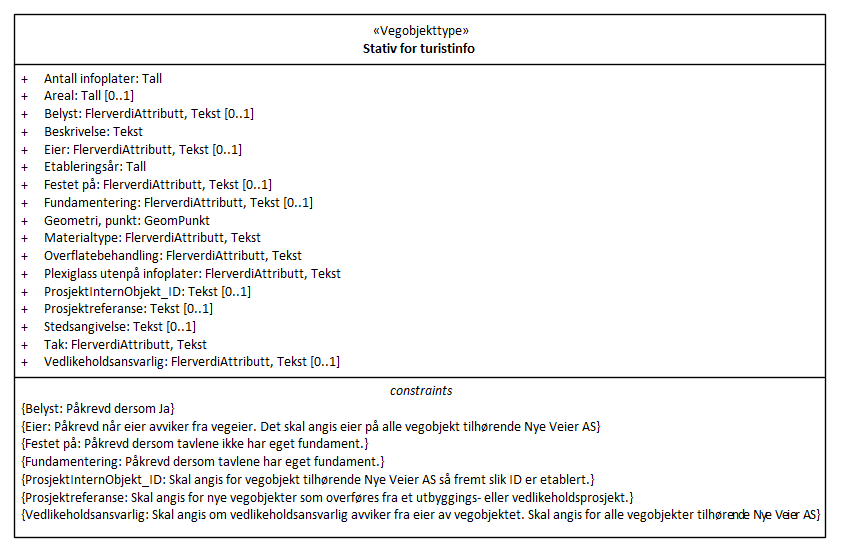 «Vegobjekttype»
Stativ for turistinfo
+ Antall infoplater: Tall
+ Areal: Tall [0..1]
+ Belyst: FlerverdiAttributt, Tekst [0..1]
+ Beskrivelse: Tekst
+ Eier: FlerverdiAttributt, Tekst [0..1]
+ Etableringsår: Tall
+ Festet på: FlerverdiAttributt, Tekst [0..1]
+ Fundamentering: FlerverdiAttributt, Tekst [0..1]
+ Geometri, punkt: GeomPunkt
+ Materialtype: FlerverdiAttributt, Tekst
+ Overflatebehandling: FlerverdiAttributt, Tekst
+ Plexiglass utenpå infoplater: FlerverdiAttributt, Tekst
+ ProsjektInternObjekt_ID: Tekst [0..1]
+ Prosjektreferanse: Tekst [0..1]
+ Stedsangivelse: Tekst [0..1]
+ Tak: FlerverdiAttributt, Tekst
+ Vedlikeholdsansvarlig: FlerverdiAttributt, Tekst [0..1]
constraints
{Belyst: Påkrevd dersom Ja}
{Eier: Påkrevd når eier avviker fra vegeier. Det skal angis eier på alle vegobjekt tilhørende Nye Veier AS}
{Festet på: Påkrevd dersom tavlene ikke har eget fundament.}
{Fundamentering: Påkrevd dersom tavlene har eget fundament.}
{ProsjektInternObjekt_ID: Skal angis for vegobjekt tilhørende Nye Veier AS så fremt slik ID er etablert.}
{Prosjektreferanse: Skal angis for nye vegobjekter som overføres fra et utbyggings- eller vedlikeholdsprosjekt.}
{Vedlikeholdsansvarlig: Skal angis om vedlikeholdsansvarlig avviker fra eier av vegobjektet. Skal angis for alle vegobjekter tilhørende Nye Veier AS}